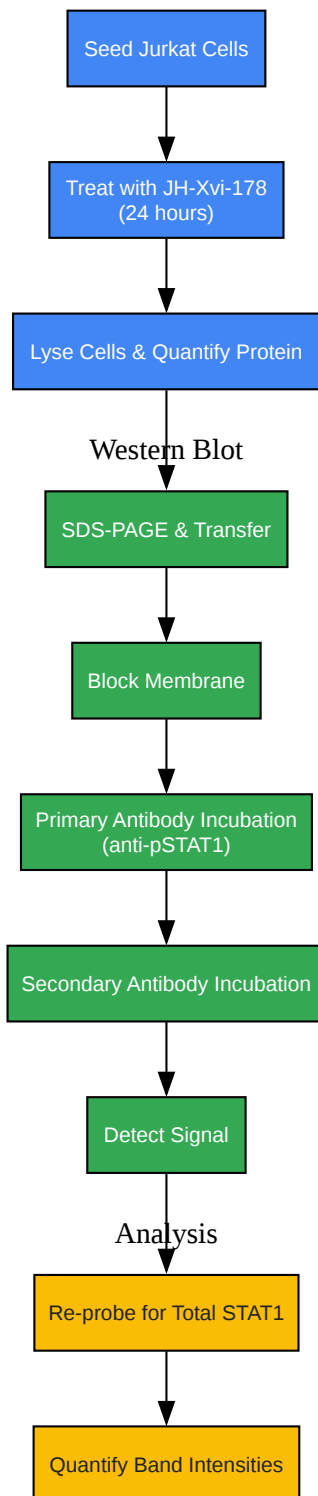 Seed Jurkat Cells
Treat with JH-Xvi-178
(24 hours)
Lyse Cells & Quantify Protein
Western Blot
SDS-PAGE & Transfer
Block Membrane
Primary Antibody Incubation
(anti-pSTAT1)
Secondary Antibody Incubation
Detect Signal
Analysis
Re-probe for Total STAT1
Quantify Band Intensities